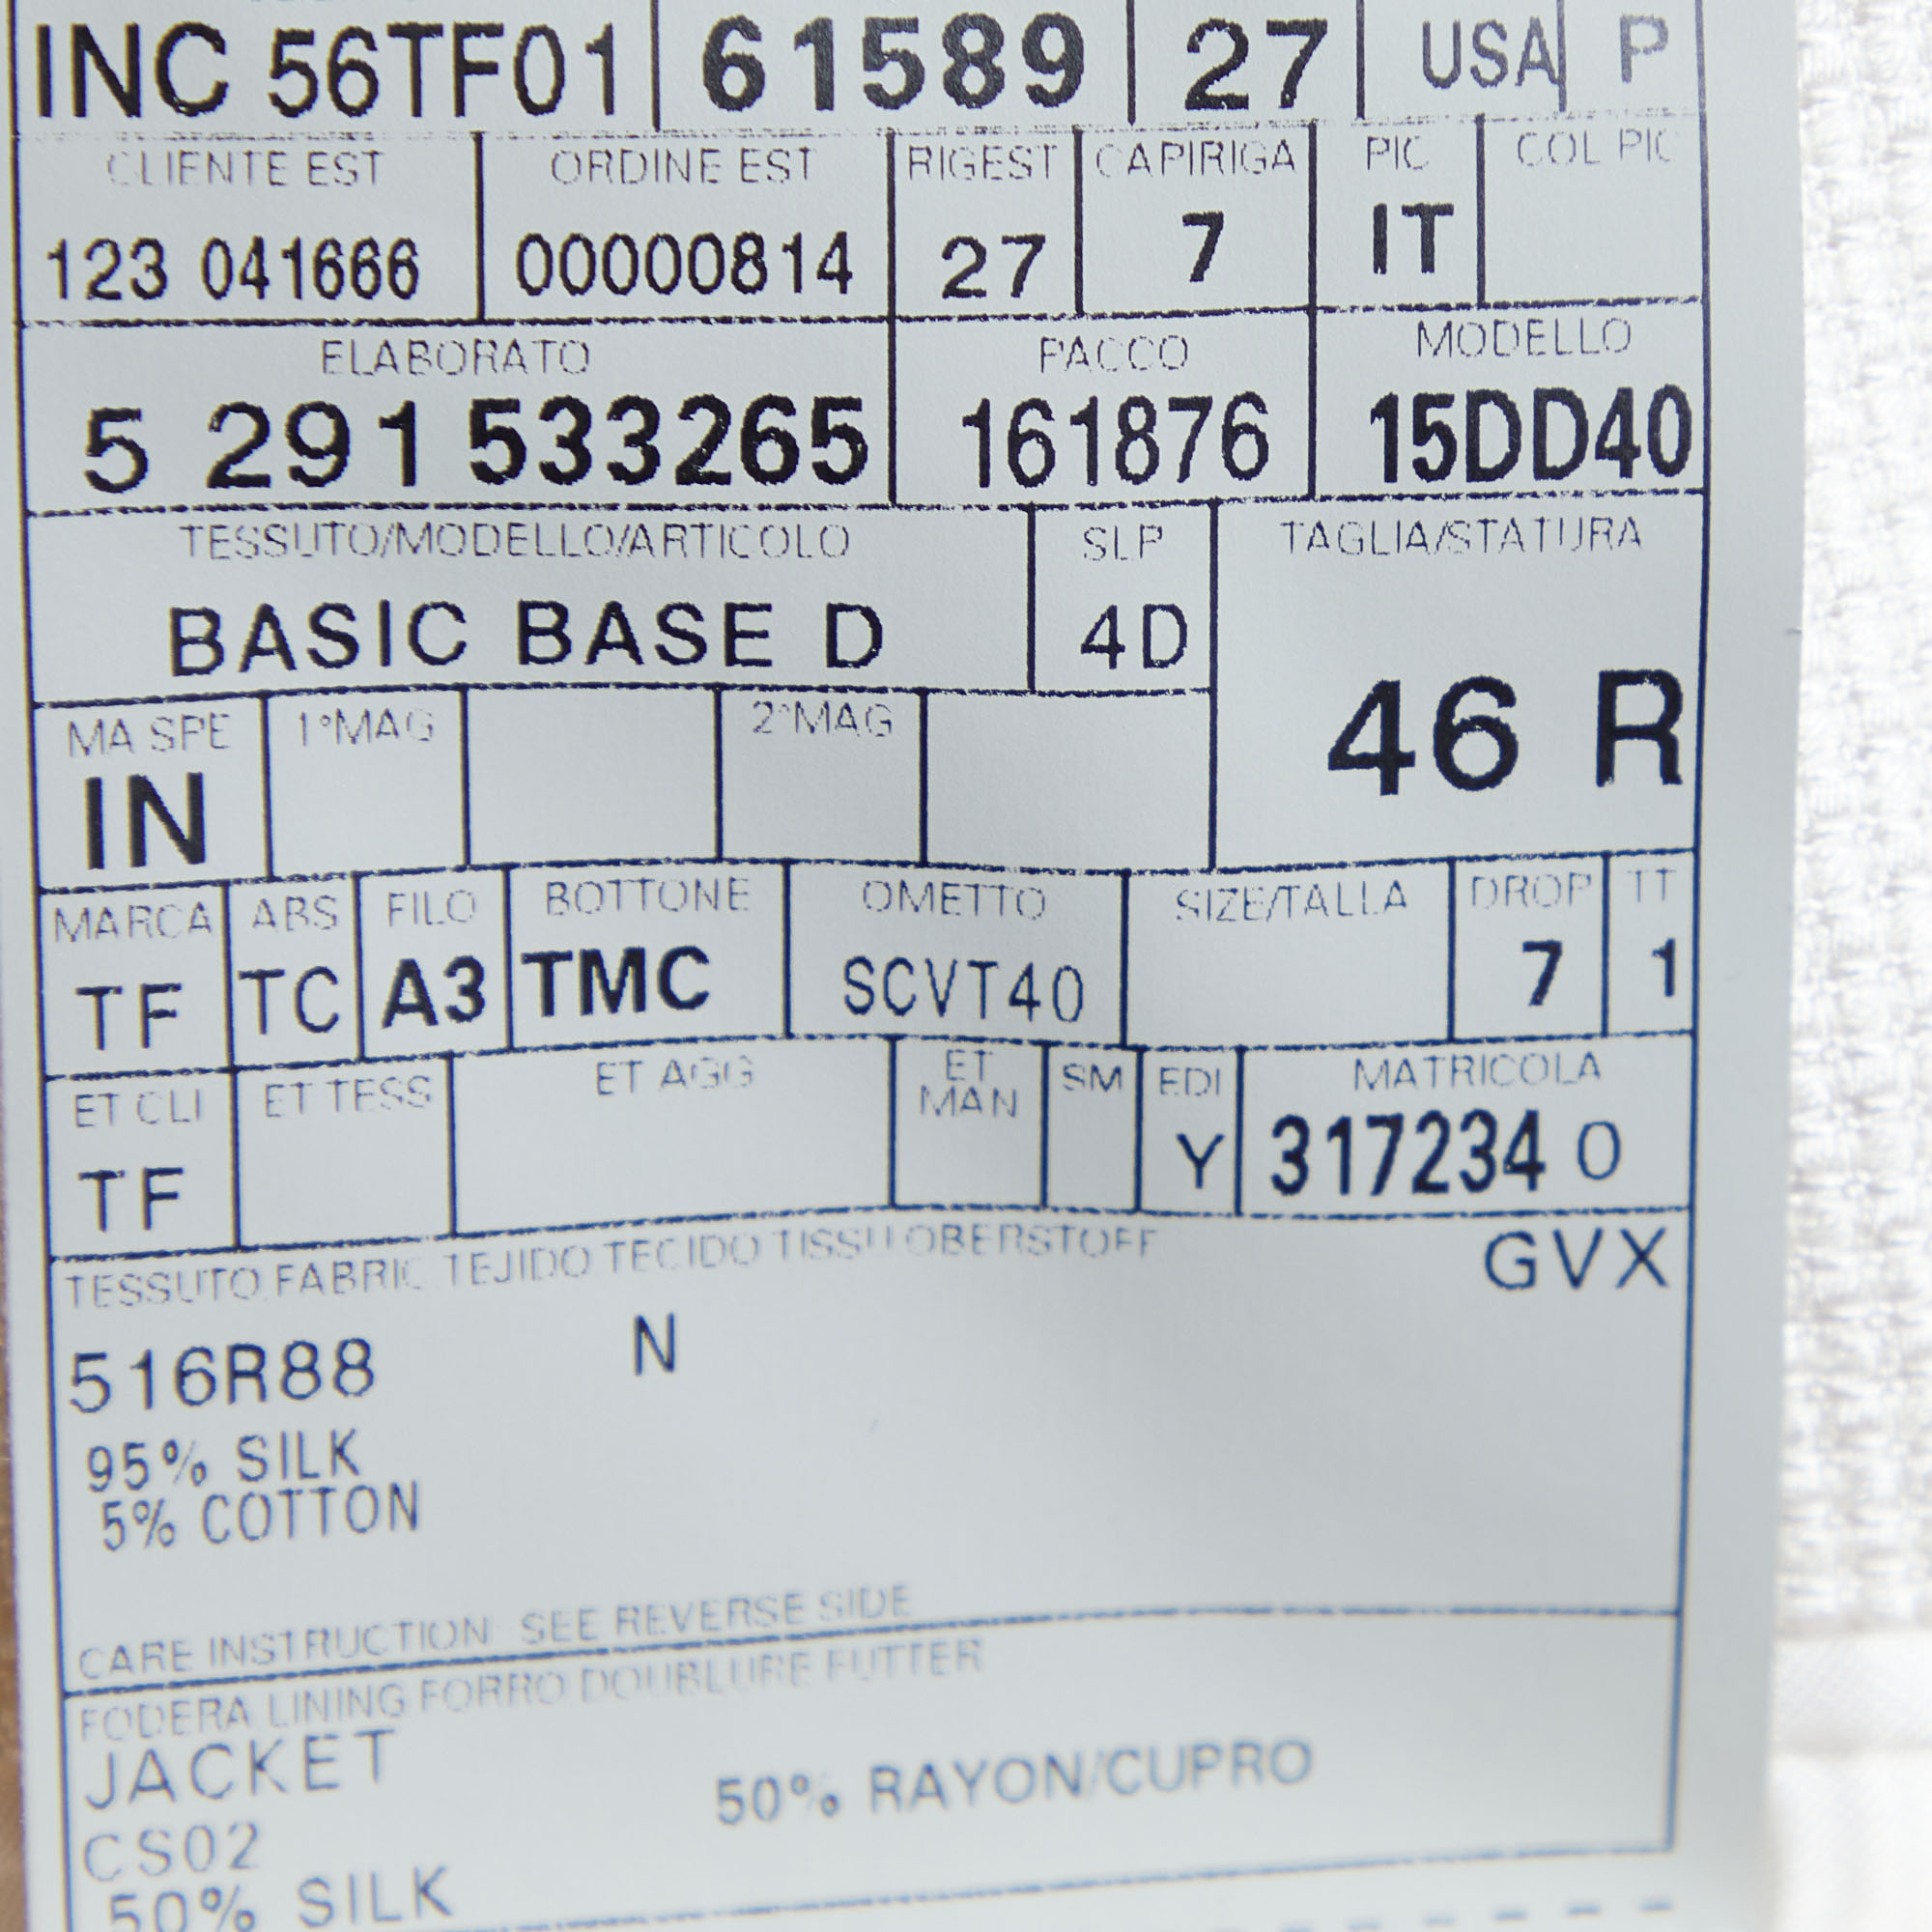 INC 56TF01 61589 27 USA P
CLIENTE EST ORDINE EST RIGEST CAPIRIGA PIC COL PIC
123 041666 00000814 27 7 IT
ELABORATO PACCO MODELLO
5 291 533265 161876 15DD40
TESSUTO/MODELLO/ARTICOLO SLP TAGLIA/STATURA
BASIC BASE D 4D
46 R
MA SPE 1°MAG 2°MAG
IN
MARCA ABS FILO BOTTONE OMETTO SIZE/TALLA DROP TT
TF TC A3 TMC SCVT40 7 1
ET CLI ET TESS ET AGG ET MAN SM EDI MATRICOLA
TF Y 317234 0
TESSUTO FABRIC TEJIDO TECIDO TISSU OBERSTOFF GVX
516R88 N
95% SILK
5% COTTON
CARE INSTRUCTION SEE REVERSE SIDE
FODERA LINING FORRO DOUBLURE FUTTER
JACKET
CS02 50% RAYON/CUPRO
50% SILK